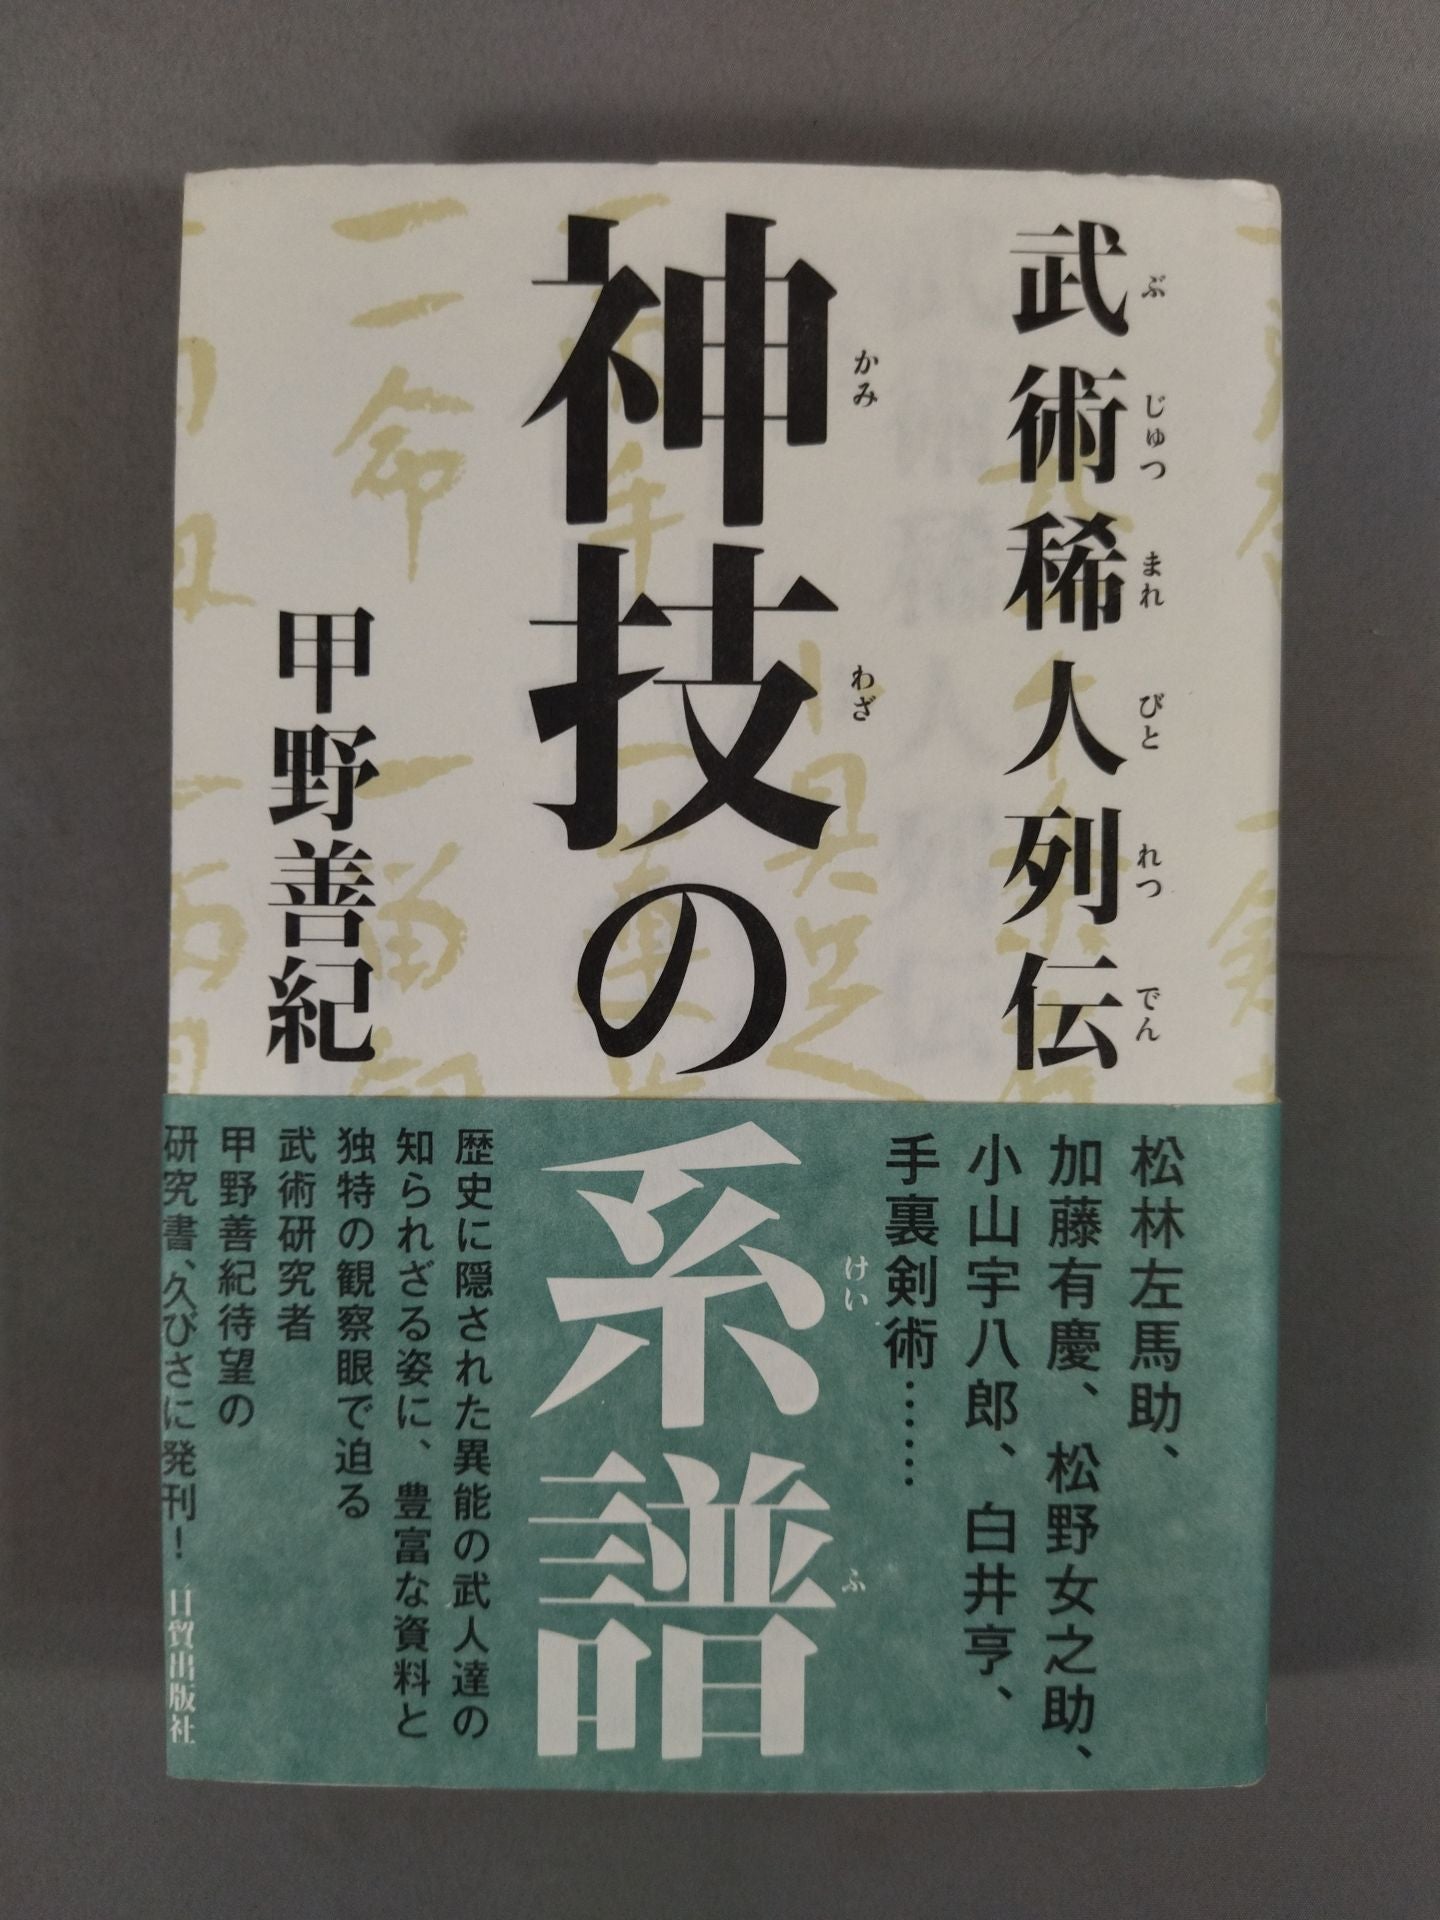 武術稀人列伝
ぶじゅつまれびとれつでん
神技の系譜
かみわざけいふ
甲野善紀
松林左馬助、
加藤有慶、松野女之助、
小山宇八郎、白井亨、
手裏剣術……
歴史に隠された異能の武人達の
知られざる姿に、豊富な資料と
独特の観察眼で迫る
武術研究者
甲野善紀待望の
研究書、久びさに発刊!
日貿出版社